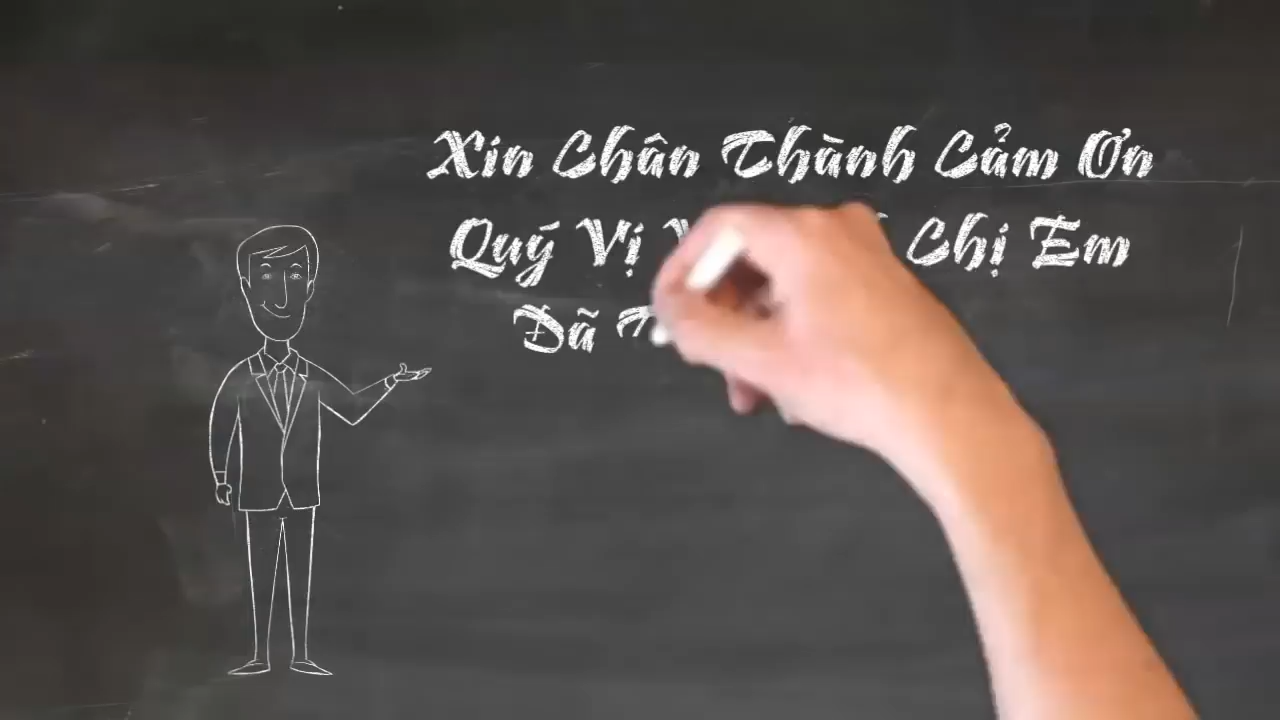 Xin Chân Thành Cảm Ơn
Quý Vị Chị Em
Đã